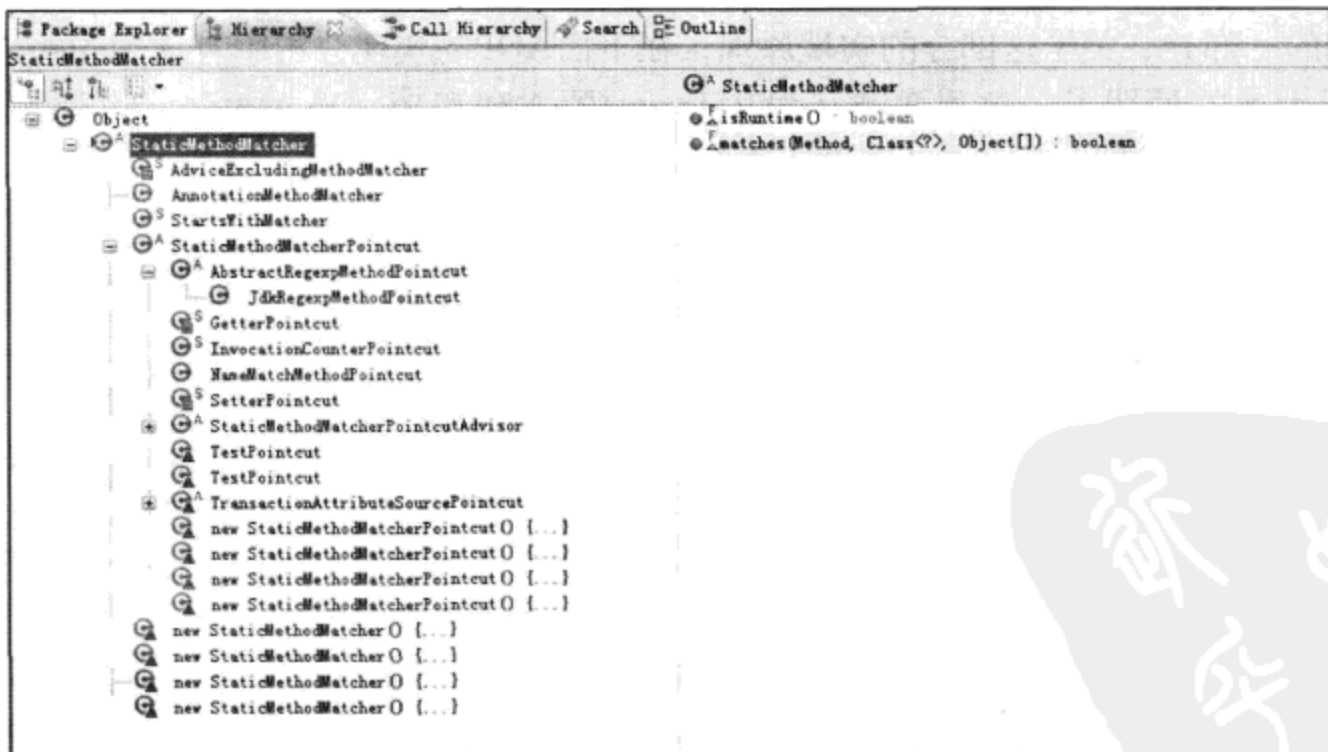 Package Explorer Hierarchy Call Hierarchy Search Outline
StaticMethodMatcher
StaticMethodMatcher
Object
StaticMethodMatcher
AdviceExcludingMethodMatcher
AnnotationMethodMatcher
StartsWithMatcher
StaticMethodMatcherPointcut
AbstractRegexpMethodPointcut
JdkRegexpMethodPointcut
GetterPointcut
InvocationCounterPointcut
NameMatchMethodPointcut
SetterPointcut
StaticMethodMatcherPointcutAdvisor
TestPointcut
TestPointcut
TransactionAttributeSourcePointcut
new StaticMethodMatcherPointcut() {...}
new StaticMethodMatcherPointcut() {...}
new StaticMethodMatcherPointcut() {...}
new StaticMethodMatcherPointcut() {...}
new StaticMethodMatcher() {...}
new StaticMethodMatcher() {...}
new StaticMethodMatcher() {...}
new StaticMethodMatcher() {...}
isRuntime() : boolean
matches(Method, Class<?>, Object[]) : boolean